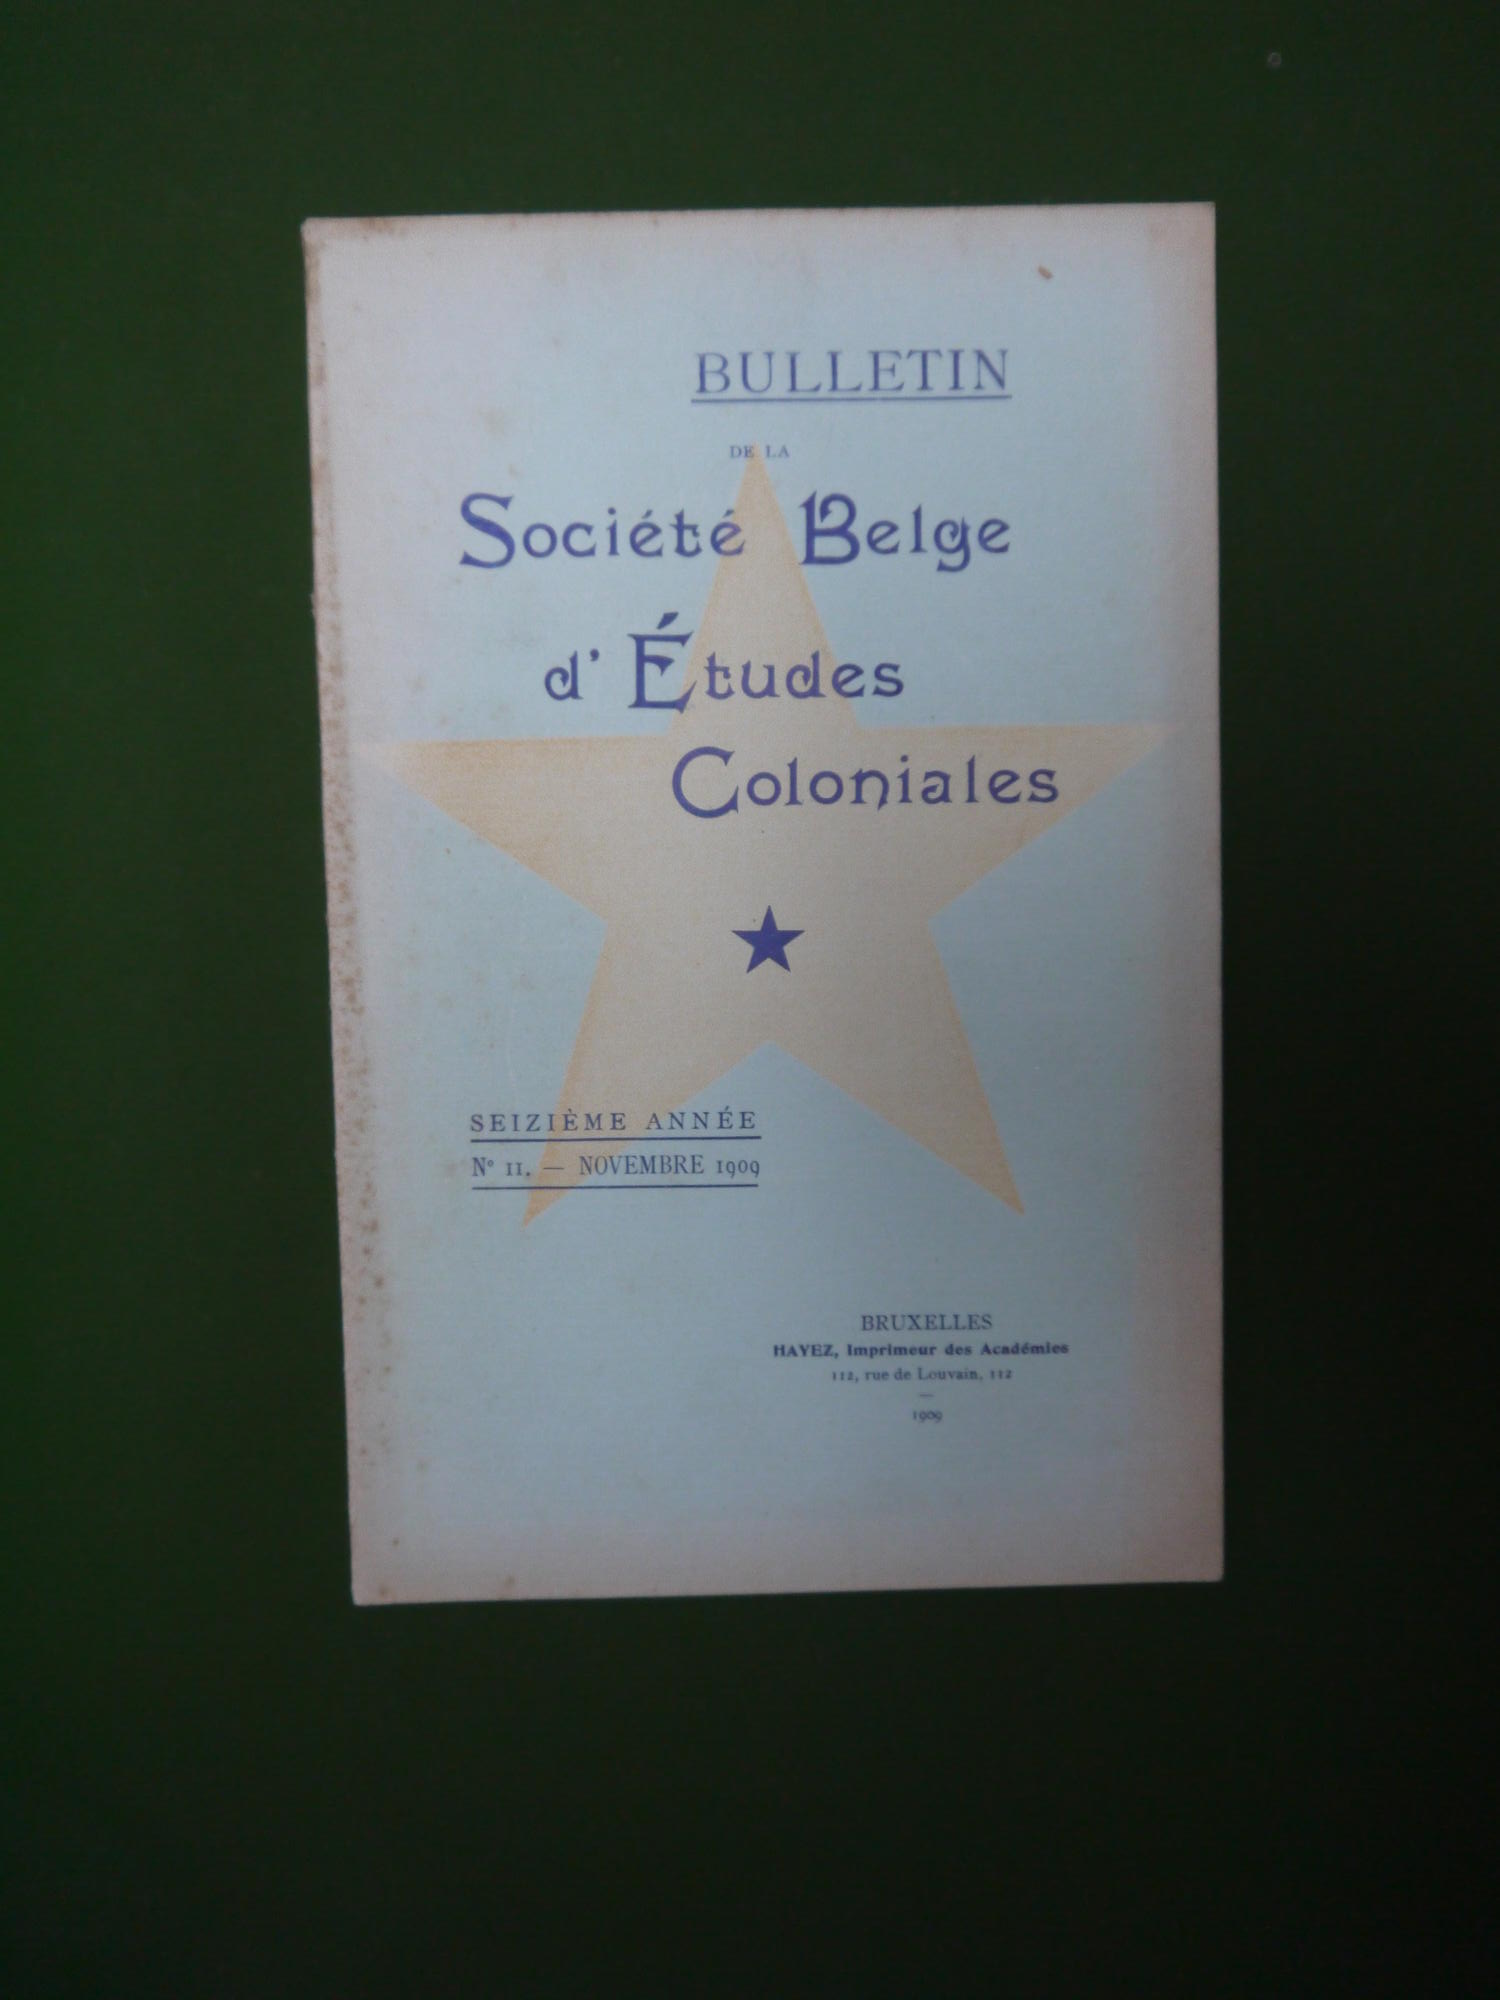 BULLETIN
DE LA
Société Belge
d'Études
Coloniales
SEIZIÈME ANNÉE
N° 11. — NOVEMBRE 1909
BRUXELLES
HAYEZ, Imprimeur des Académies
112, rue de Louvain, 112
—
1909